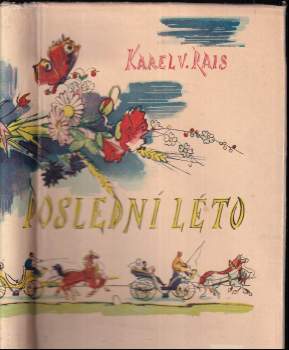 KAREL V. RAIS
POSLEDNÍ LÉTO